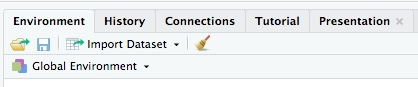 Environment History Connections Tutorial Presentation
Import Dataset
Global Environment